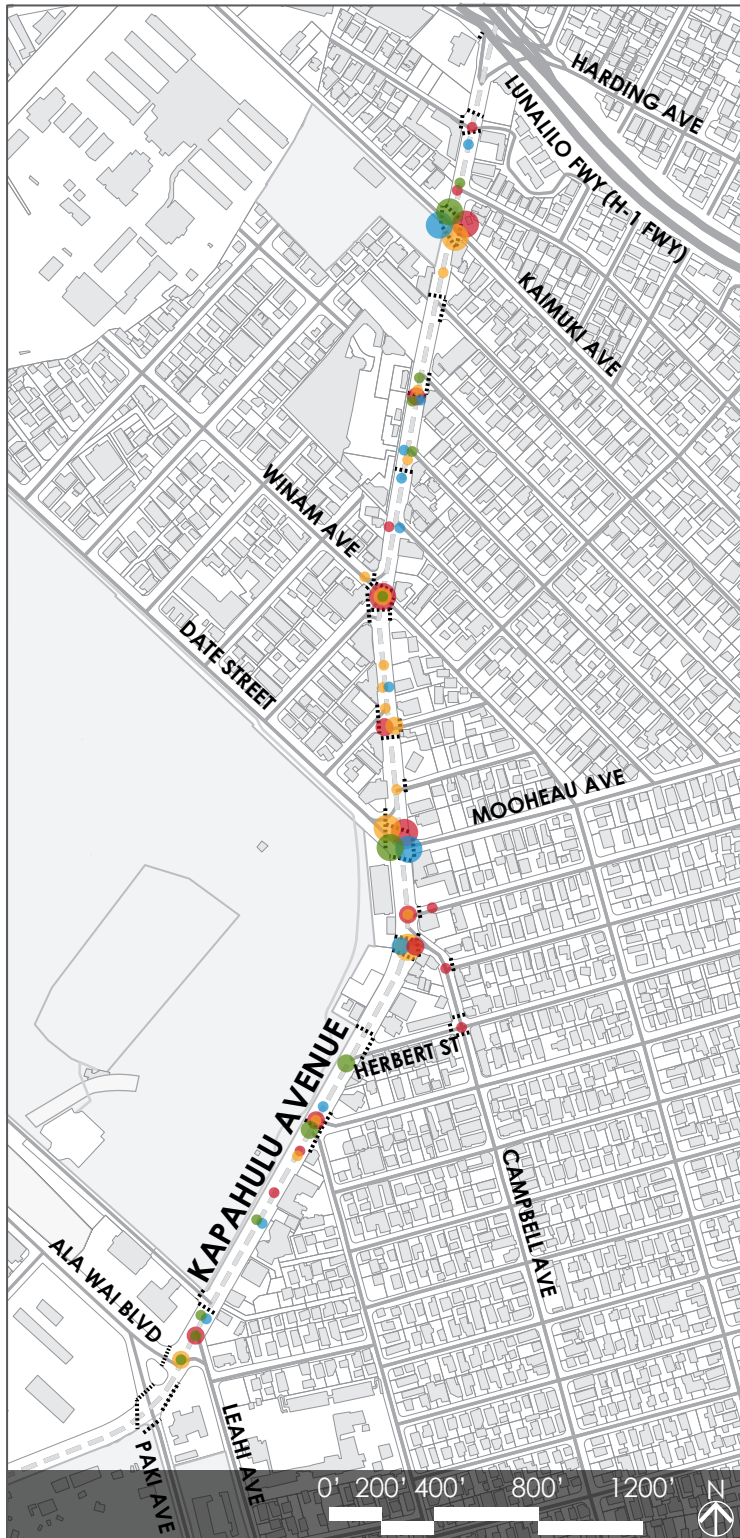 HARDING AVE
LUNALILO FWY (H-1 FWY)
KAIMUKI AVE
WINAM AVE
DATE STREET
MOOHEAU AVE
KAPAHULU AVENUE
HERBERT ST
CAMPBELL AVE
ALA WAI BLVD
LEAHI AVE
PAKI AVE
0' 200' 400' 800' 1200' N